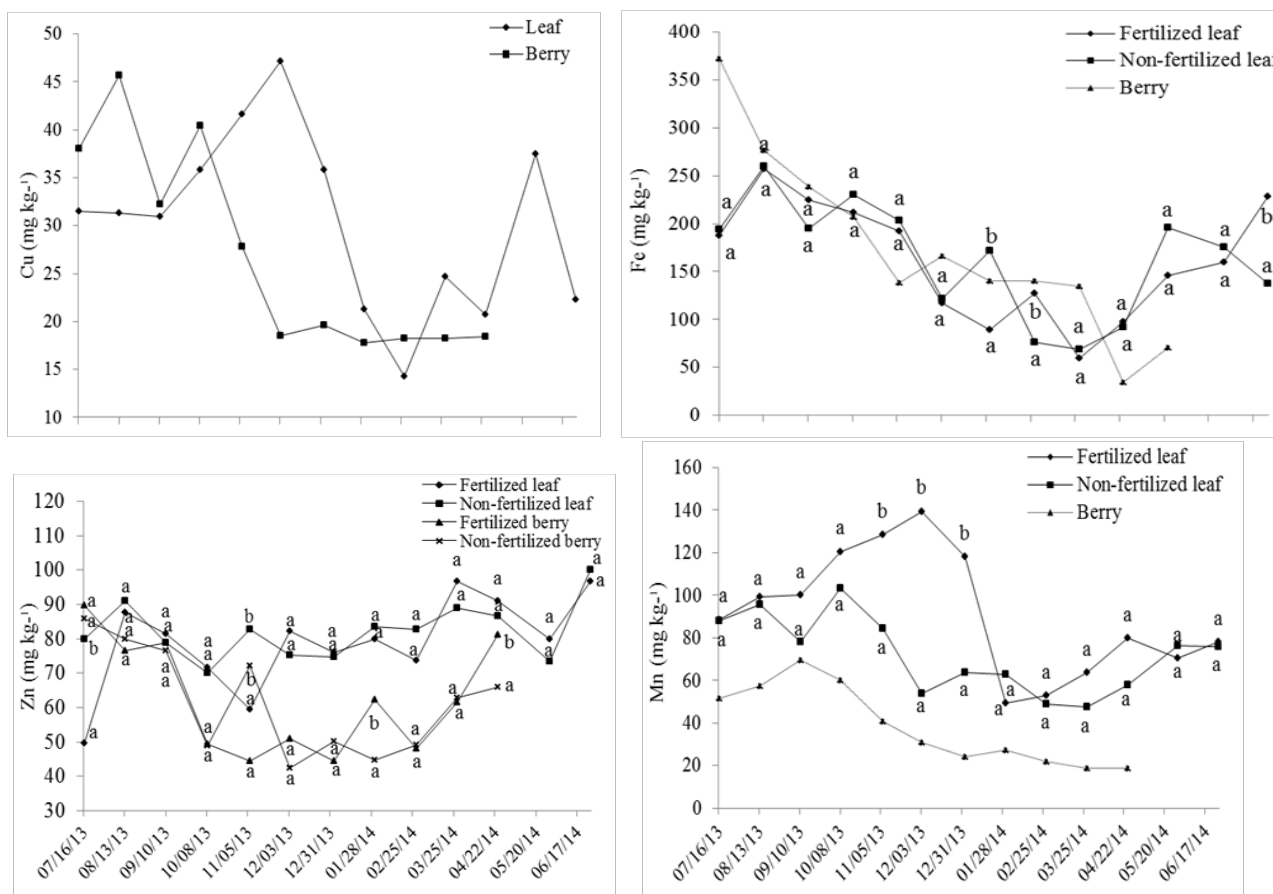 Leaf
Berry
Cu (mg kg-¹)
50
45
40
35
30
25
20
15
10
Fertilized leaf
Non-fertilized leaf
Berry
Fe (mg kg-¹)
400
350
300
250
200
150
100
50
0
a a
a a
a a
a a
a a
a a
b a
b a
a a
a a
a a
a a
b a
Fertilized leaf
Non-fertilized leaf
Fertilized berry
Non-fertilized berry
Zn (mg kg-¹)
120
110
100
90
80
70
60
50
40
30
a a b a
a a a a
a a a a
a a a a
b b a a
a a a a
a a a a
a a b a
a a a a
a a a a
a a b a
a a
a a
07/16/13
08/13/13
09/10/13
10/08/13
11/05/13
12/03/13
12/31/13
01/28/14
02/25/14
03/25/14
04/22/14
05/20/14
06/17/14
Fertilized leaf
Non-fertilized leaf
Berry
Mn (mg kg-¹)
160
140
120
100
80
60
40
20
0
a a
a a
a a
a a
b a
b a
b a
a a
a a
a a
a a
a a
a a
07/16/13
08/13/13
09/10/13
10/08/13
11/05/13
12/03/13
12/31/13
01/28/14
02/25/14
03/25/14
04/22/14
05/20/14
06/17/14